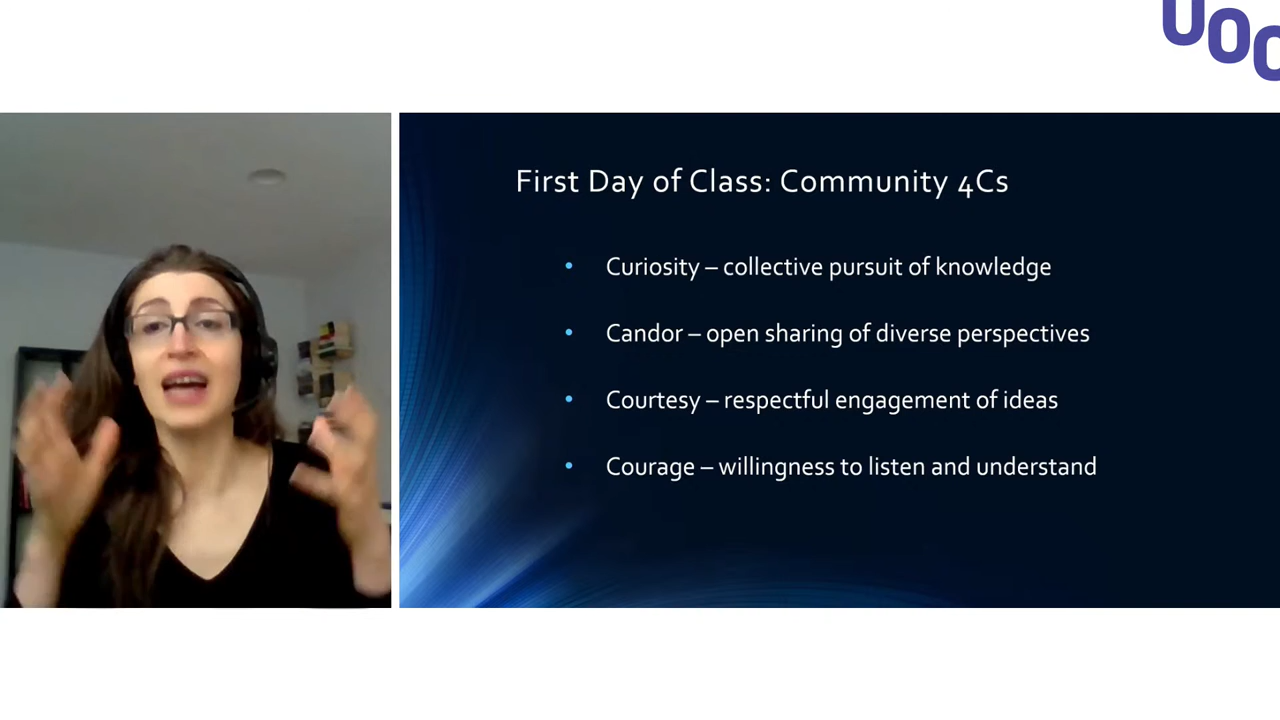 UOC
First Day of Class: Community 4Cs
Curiosity – collective pursuit of knowledge
Candor – open sharing of diverse perspectives
Courtesy – respectful engagement of ideas
Courage – willingness to listen and understand